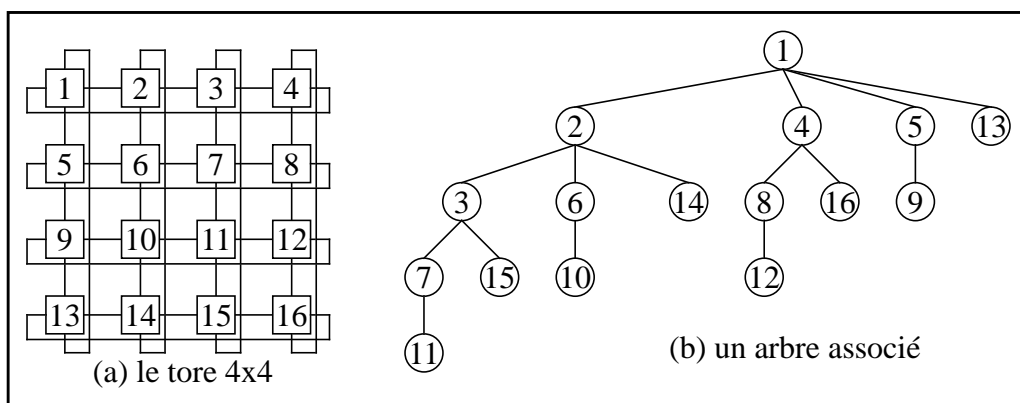 1 2 3 4
5 6 7 8
9 10 11 12
13 14 15 16
(a) le tore 4x4
1
2 4 5 13
3 6 14 8 16 9
7 15 10 12
11
(b) un arbre associé